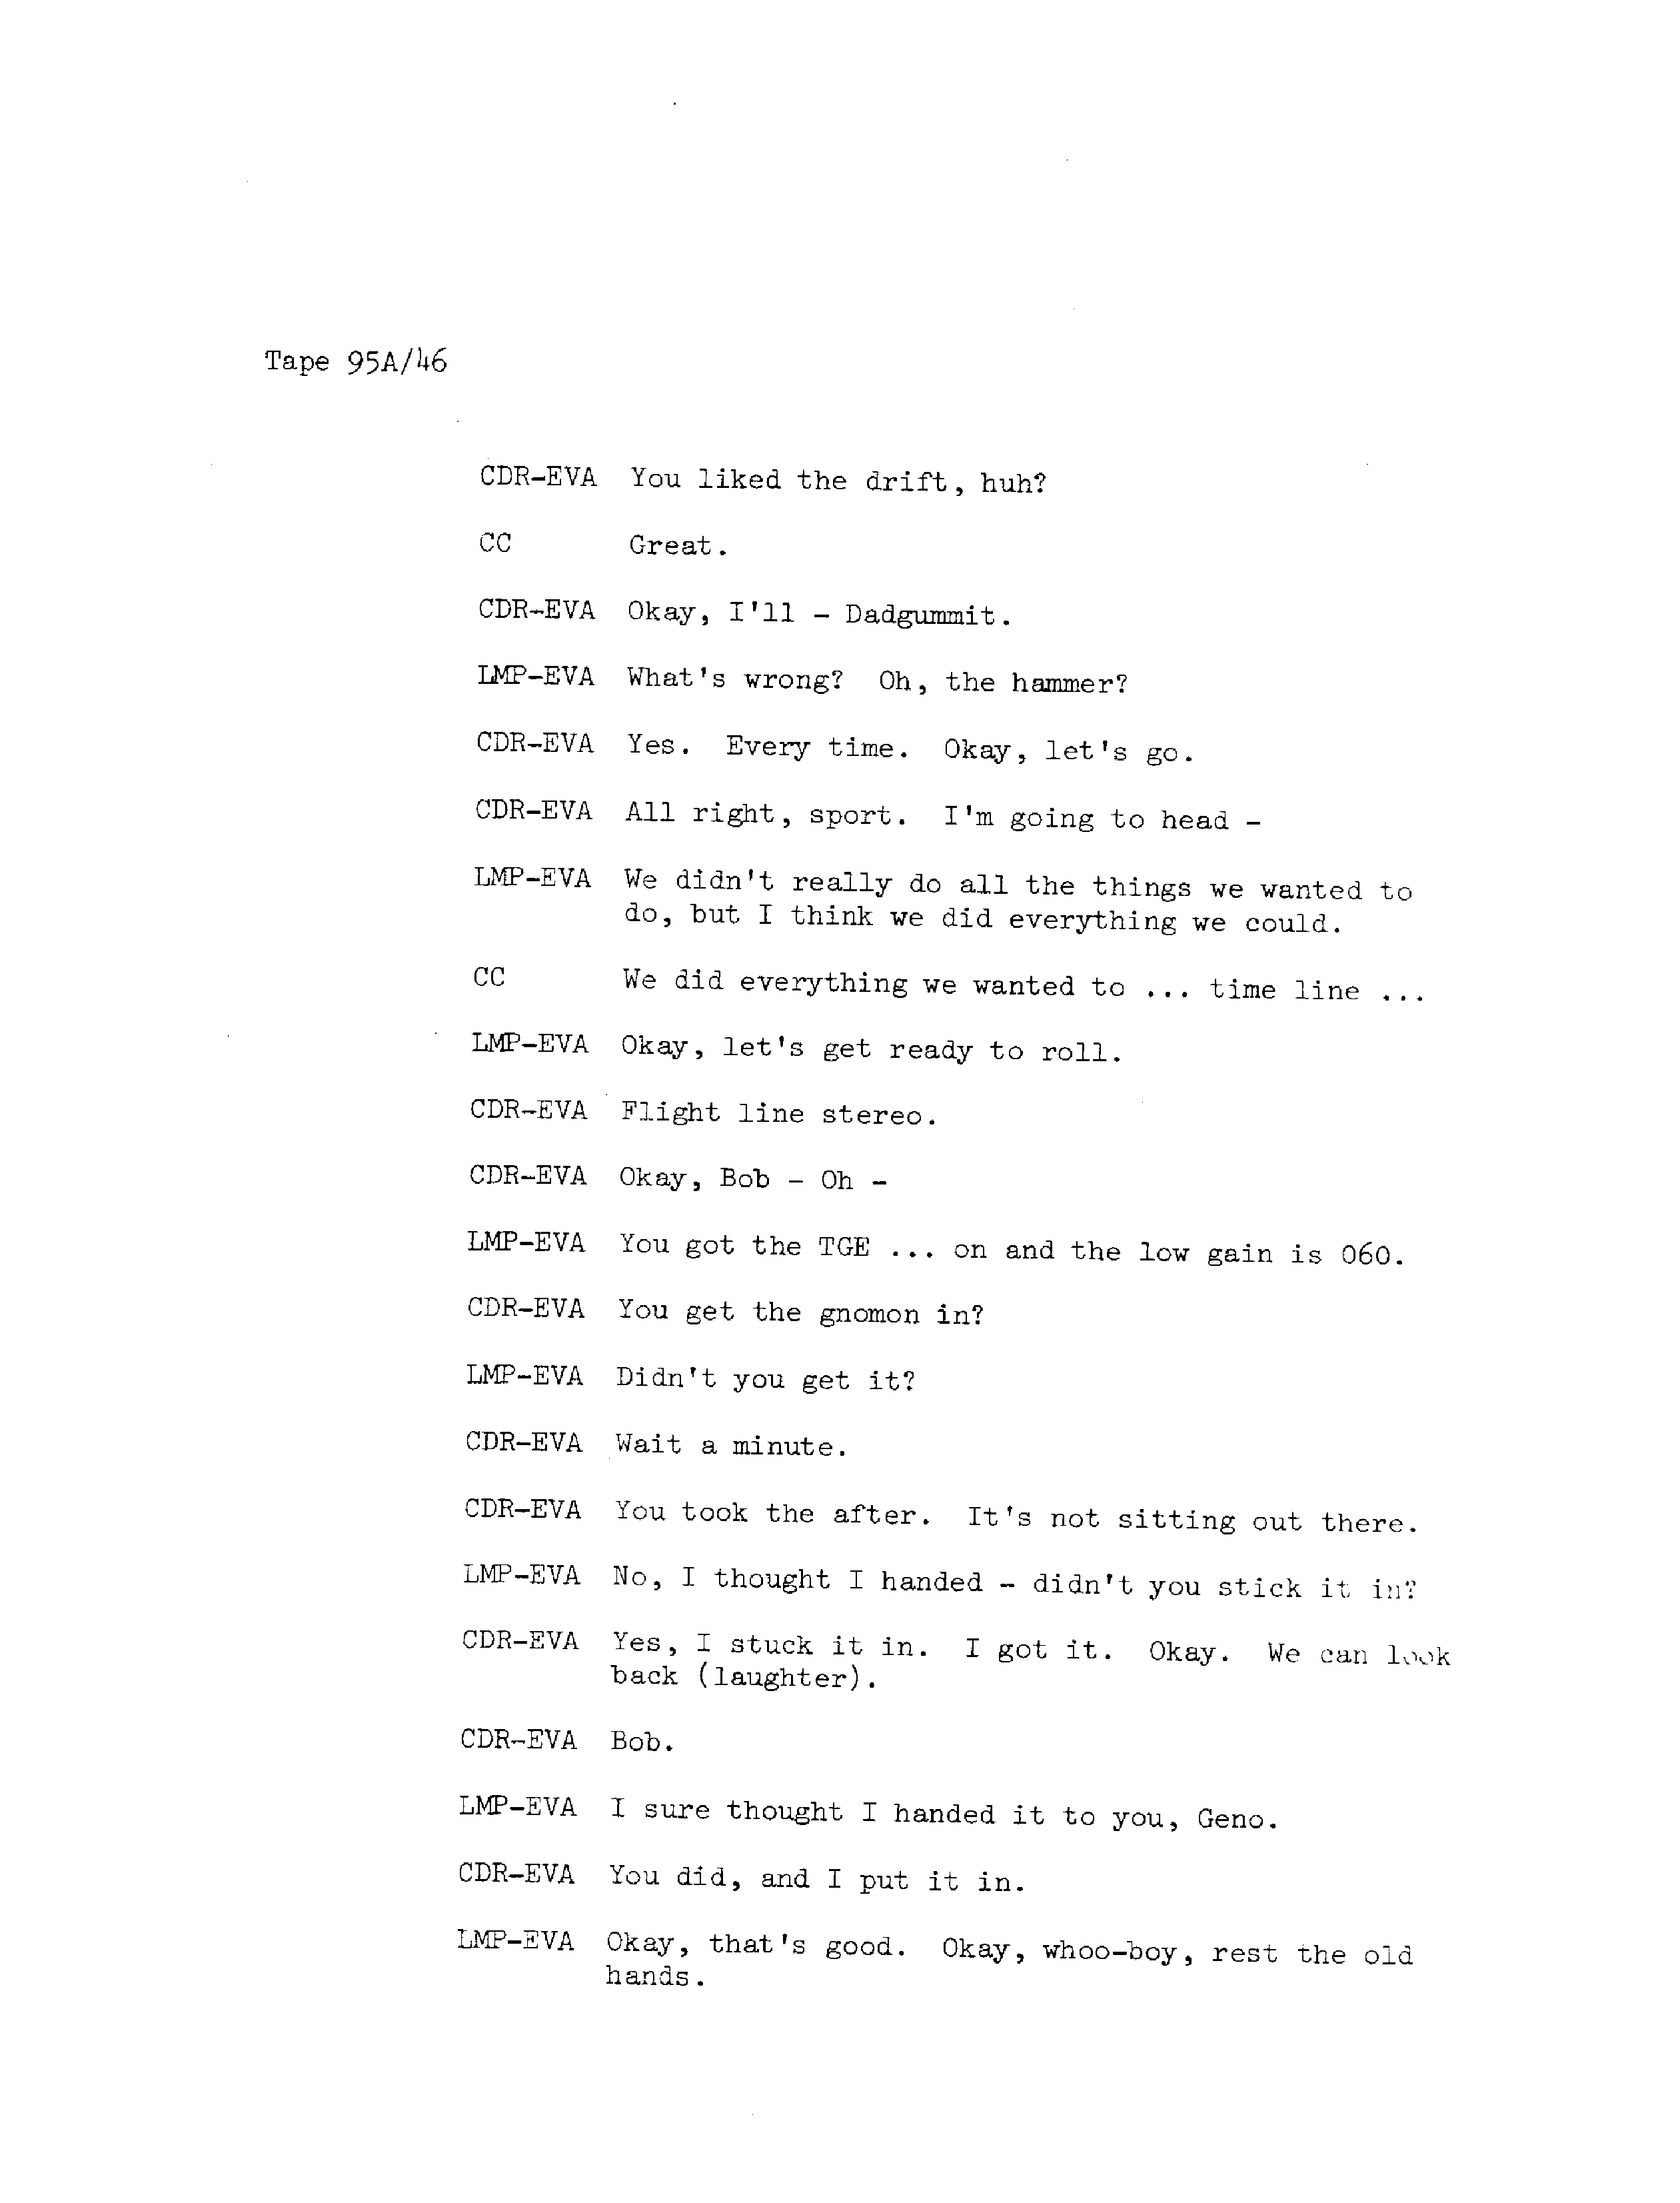 Tape 95A/46
CDR-EVA You liked the drift, huh?
CC Great.
CDR-EVA Okay, I'll - Dadgummit.
LMP-EVA What's wrong? Oh, the hammer?
CDR-EVA Yes. Every time. Okay, let's go.
CDR-EVA All right, sport. I'm going to head -
LMP-EVA We didn't really do all the things we wanted to
do, but I think we did everything we could.
CC We did everything we wanted to ... time line ...
LMP-EVA Okay, let's get ready to roll.
CDR-EVA Flight line stereo.
CDR-EVA Okay, Bob - Oh -
LMP-EVA You got the TGE ... on and the low gain is 060.
CDR-EVA You get the gnomon in?
LMP-EVA Didn't you get it?
CDR-EVA Wait a minute.
CDR-EVA You took the after. It's not sitting out there.
LMP-EVA No, I thought I handed - didn't you stick it in?
CDR-EVA Yes, I stuck it in. I got it. Okay. We can look
back (laughter).
CDR-EVA Bob.
LMP-EVA I sure thought I handed it to you, Geno.
CDR-EVA You did, and I put it in.
LMP-EVA Okay, that's good. Okay, whoo-boy, rest the old
hands.